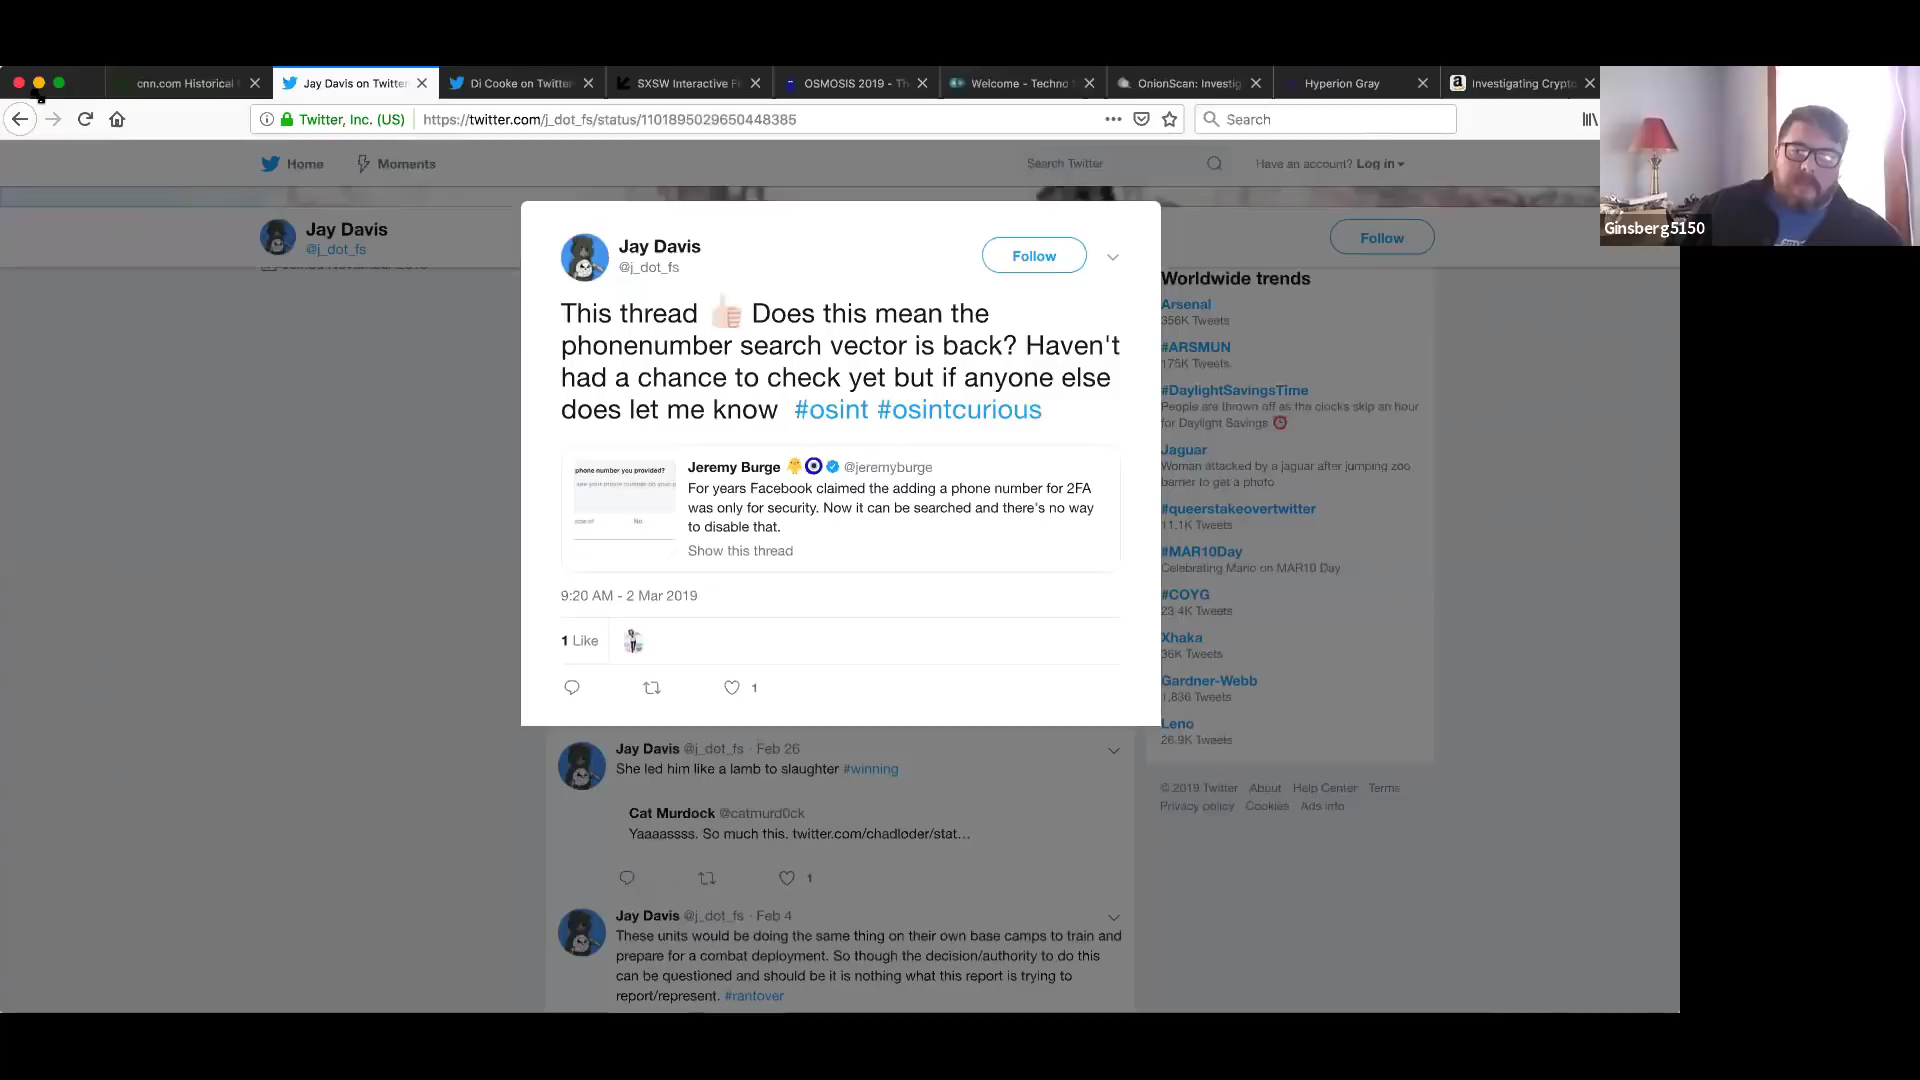 cnn.com Historical
Jay Davis on Twitter
Di Cooke on Twitter
SXSW Interactive F
OSMOSIS 2019 - Th
Welcome - Techno
OnionScan: Investig
Hyperion Gray
Investigating Crypto
Twitter, Inc. (US)
https://twitter.com/j_dot_fs/status/1101895029650448385
Search
Home
Moments
Search Twitter
Have an account? Log in
Ginsberg5150
Jay Davis
@j_dot_fs
Follow
Jay Davis
@j_dot_fs
Follow
This thread 👍🏻 Does this mean the
phonenumber search vector is back? Haven't
had a chance to check yet but if anyone else
does let me know #osint #osintcurious
phone number you provided?
No
Jeremy Burge 🐥🧿 @jeremyburge
For years Facebook claimed the adding a phone number for 2FA
was only for security. Now it can be searched and there's no way
to disable that.
Show this thread
9:20 AM - 2 Mar 2019
1 Like
1
Worldwide trends
Arsenal
356K Tweets
#ARSMUN
175K Tweets
#DaylightSavingsTime
People are thrown off as the clocks skip an hour
for Daylight Savings ⏰
Jaguar
Woman attacked by a jaguar after jumping zoo
barrier to get a photo
#queerstakeovertwitter
11.1K Tweets
#MAR10Day
Celebrating Mario on MAR10 Day
#COYG
23.4K Tweets
Xhaka
36K Tweets
Gardner-Webb
1,836 Tweets
Leno
26.9K Tweets
© 2019 Twitter About Help Center Terms
Privacy policy Cookies Ads info
Jay Davis @j_dot_fs · Feb 26
She led him like a lamb to slaughter #winning
Cat Murdock @catmurd0ck
Yaaaassss. So much this. twitter.com/chadloder/stat…
1
Jay Davis @j_dot_fs · Feb 4
These units would be doing the same thing on their own base camps to train and
prepare for a combat deployment. So though the decision/authority to do this
can be questioned and should be it is nothing what this report is trying to
report/represent. #rantover